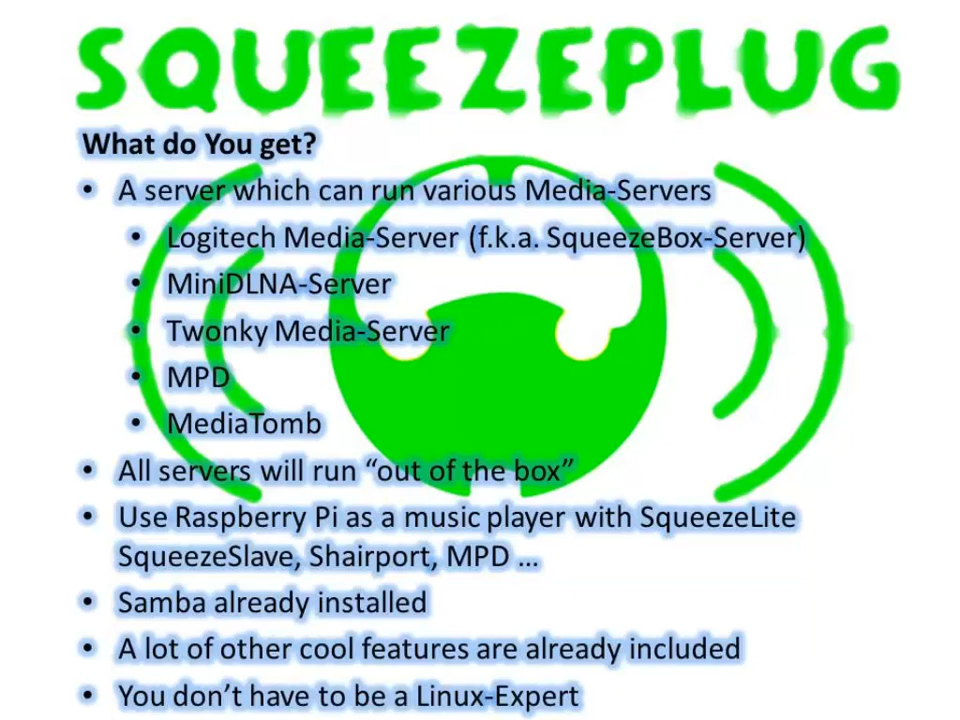 SQUEEZEPLUG
What do You get?
• A server which can run various Media-Servers
• Logitech Media-Server (f.k.a. SqueezeBox-Server)
• MiniDLNA-Server
• Twonky Media-Server
• MPD
• MediaTomb
• All servers will run “out of the box”
• Use Raspberry Pi as a music player with SqueezeLite
SqueezeSlave, Shairport, MPD ...
• Samba already installed
• A lot of other cool features are already included
• You don’t have to be a Linux-Expert